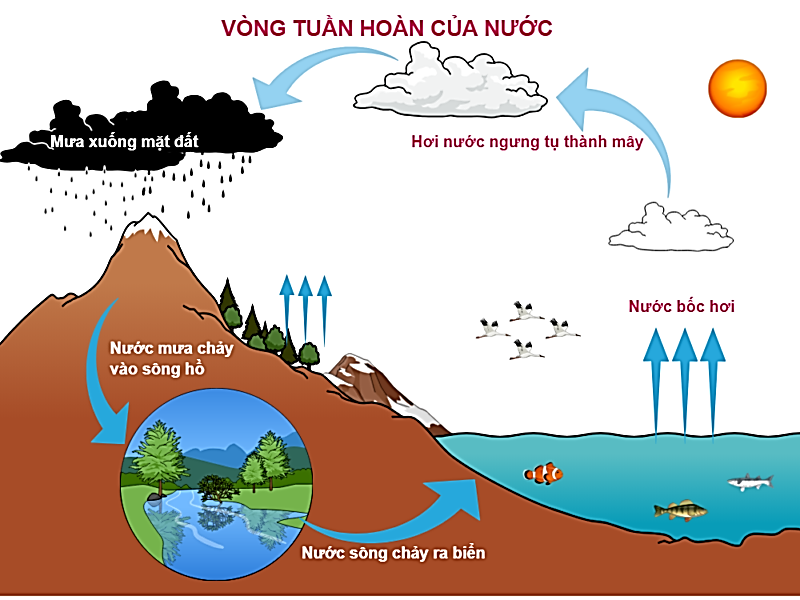 VÒNG TUẦN HOÀN CỦA NƯỚC
Mưa xuống mặt đất
Hơi nước ngưng tụ thành mây
Nước bốc hơi
Nước mưa chảy
vào sông hồ
Nước sông chảy ra biển